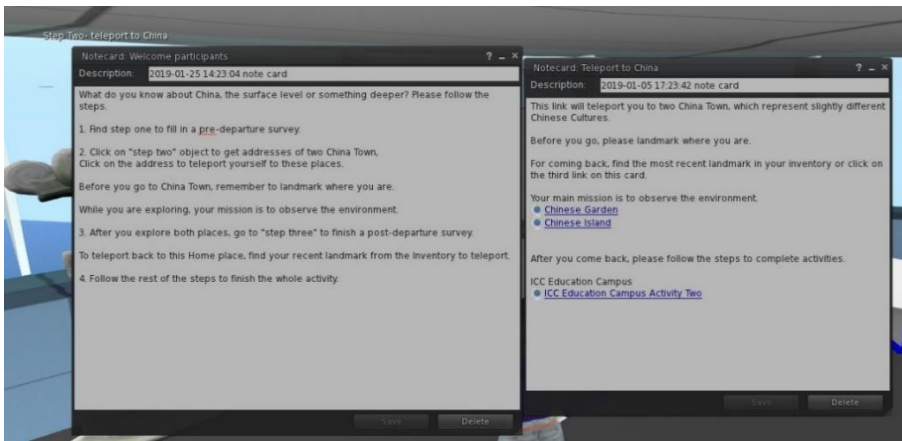 Step Two- teleport to China
Notecard: Welcome participants
Description: 2019-01-25 14:23:04 note card
What do you know about China, the surface level or something deeper? Please follow the
steps.
1. Find step one to fill in a pre-departure survey.
2. Click on "step two" object to get addresses of two China Town,
Click on the address to teleport yourself to these places.
Before you go to China Town, remember to landmark where you are.
While you are exploring, your mission is to observe the environment.
3. After you explore both places, go to "step three" to finish a post-departure survey.
To teleport back to this Home place, find your recent landmark from the Inventory to teleport.
4. Follow the rest of the steps to finish the whole activity.
Save Delete
Notecard: Teleport to China
Description: 2019-01-05 17:23:42 note card
This link will teleport you to two China Town, which represent slightly different
Chinese Cultures.
Before you go, please landmark where you are.
For coming back, find the most recent landmark in your inventory or click on
the third link on this card.
Your main mission is to observe the environment.
Chinese Garden
Chinese Island
After you come back, please follow the steps to complete activities.
ICC Education Campus
ICC Education Campus Activity Two
Save Delete